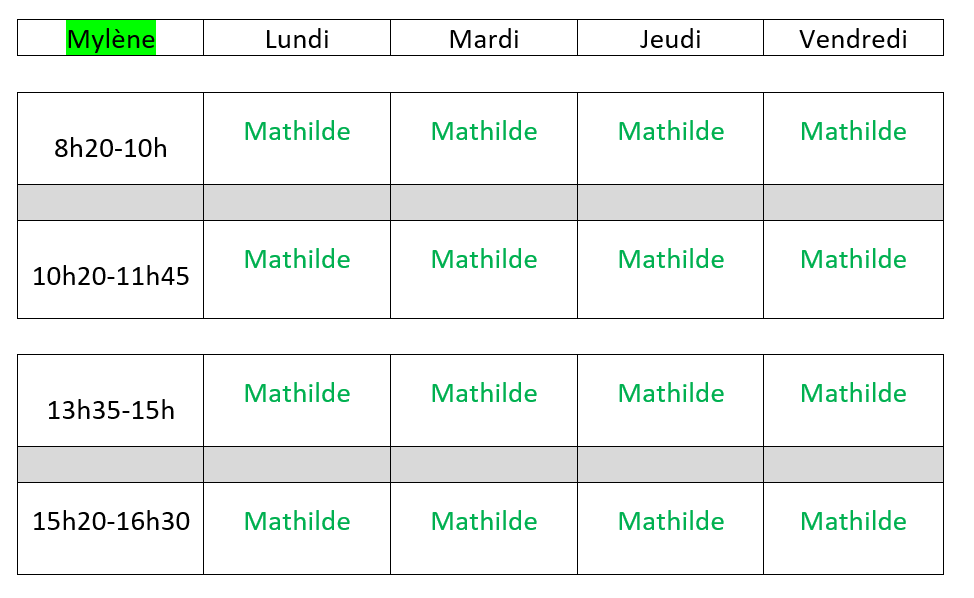 Mylène Lundi Mardi Jeudi Vendredi
8h20-10h Mathilde Mathilde Mathilde Mathilde
10h20-11h45 Mathilde Mathilde Mathilde Mathilde
13h35-15h Mathilde Mathilde Mathilde Mathilde
15h20-16h30 Mathilde Mathilde Mathilde Mathilde